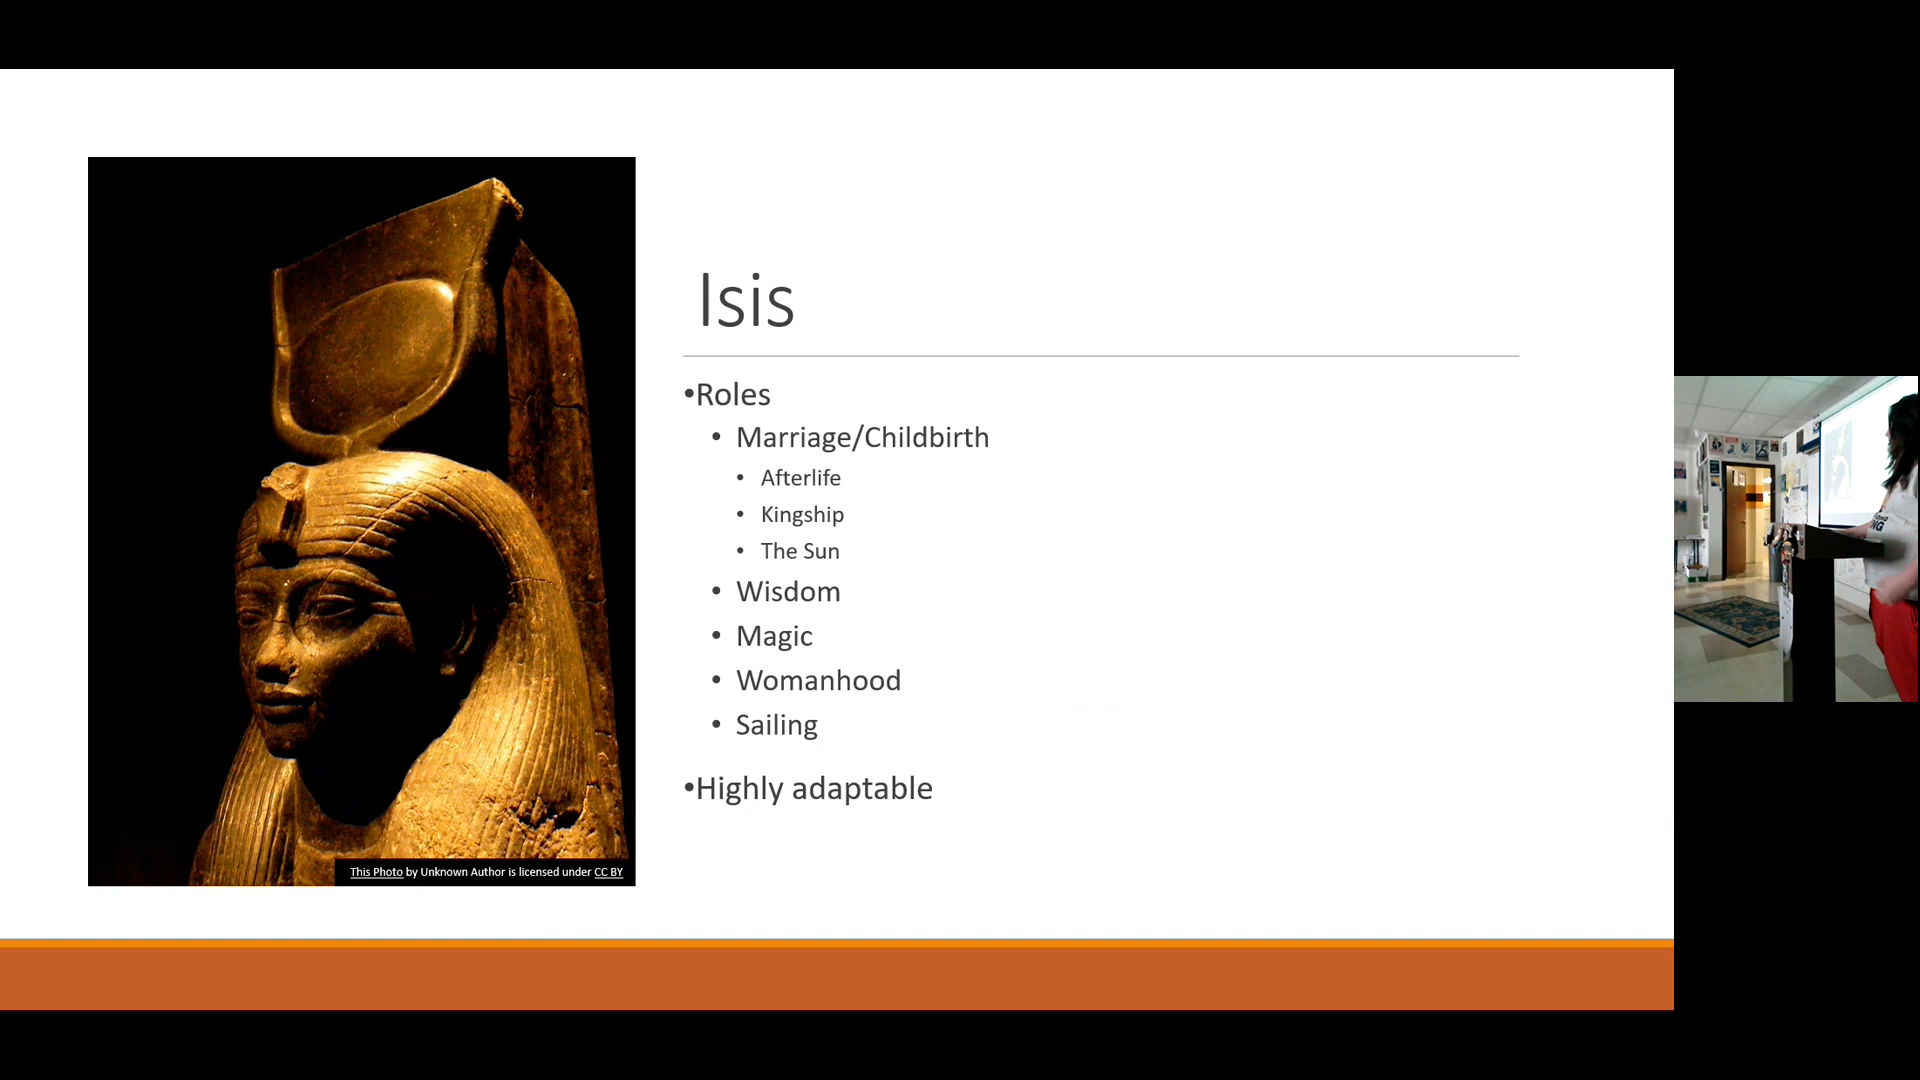 Isis
•Roles
• Marriage/Childbirth
• Afterlife
• Kingship
• The Sun
• Wisdom
• Magic
• Womanhood
• Sailing
•Highly adaptable
This Photo by Unknown Author is licensed under CC BY